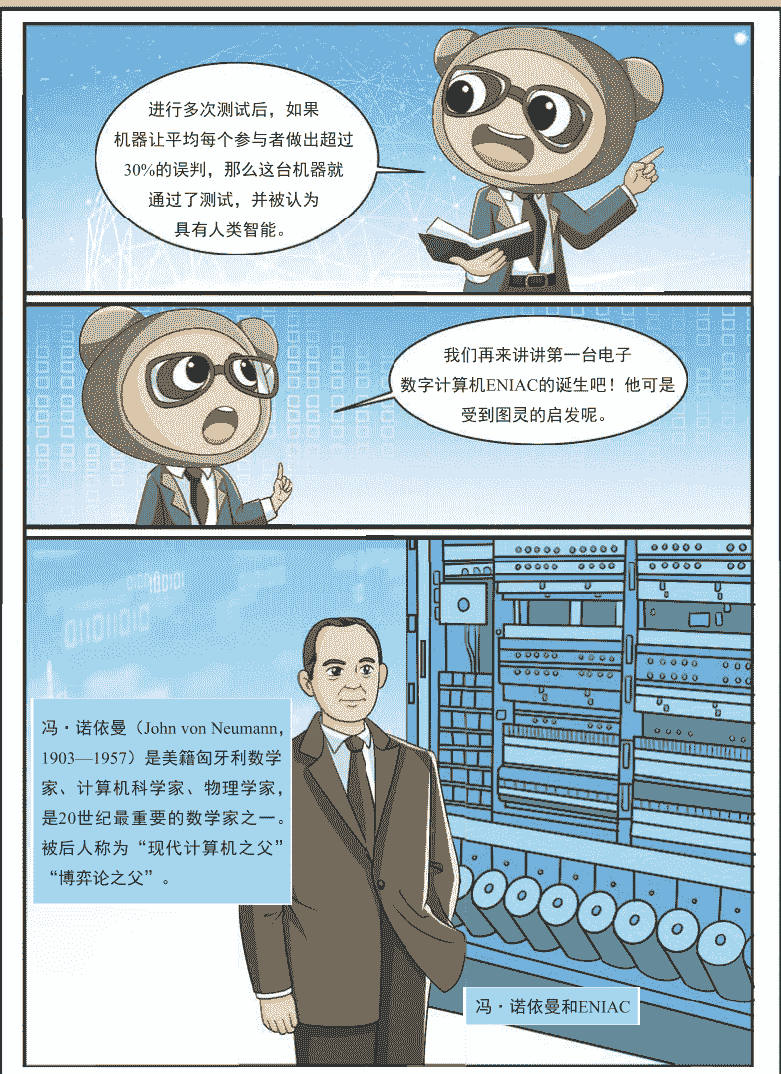 进行多次测试后，如果
机器让平均每个参与者做出超过
30%的误判，那么这台机器就
通过了测试，并被认为
具有人类智能。
我们再来讲讲第一台电子
数字计算机ENIAC的诞生吧！他可是
受到图灵的启发呢。
0110011010
0100100101
冯·诺依曼（John von Neumann，
1903—1957）是美籍匈牙利数学
家、计算机科学家、物理学家，
是20世纪最重要的数学家之一。
被后人称为“现代计算机之父”
“博弈论之父”。
冯·诺依曼和ENIAC